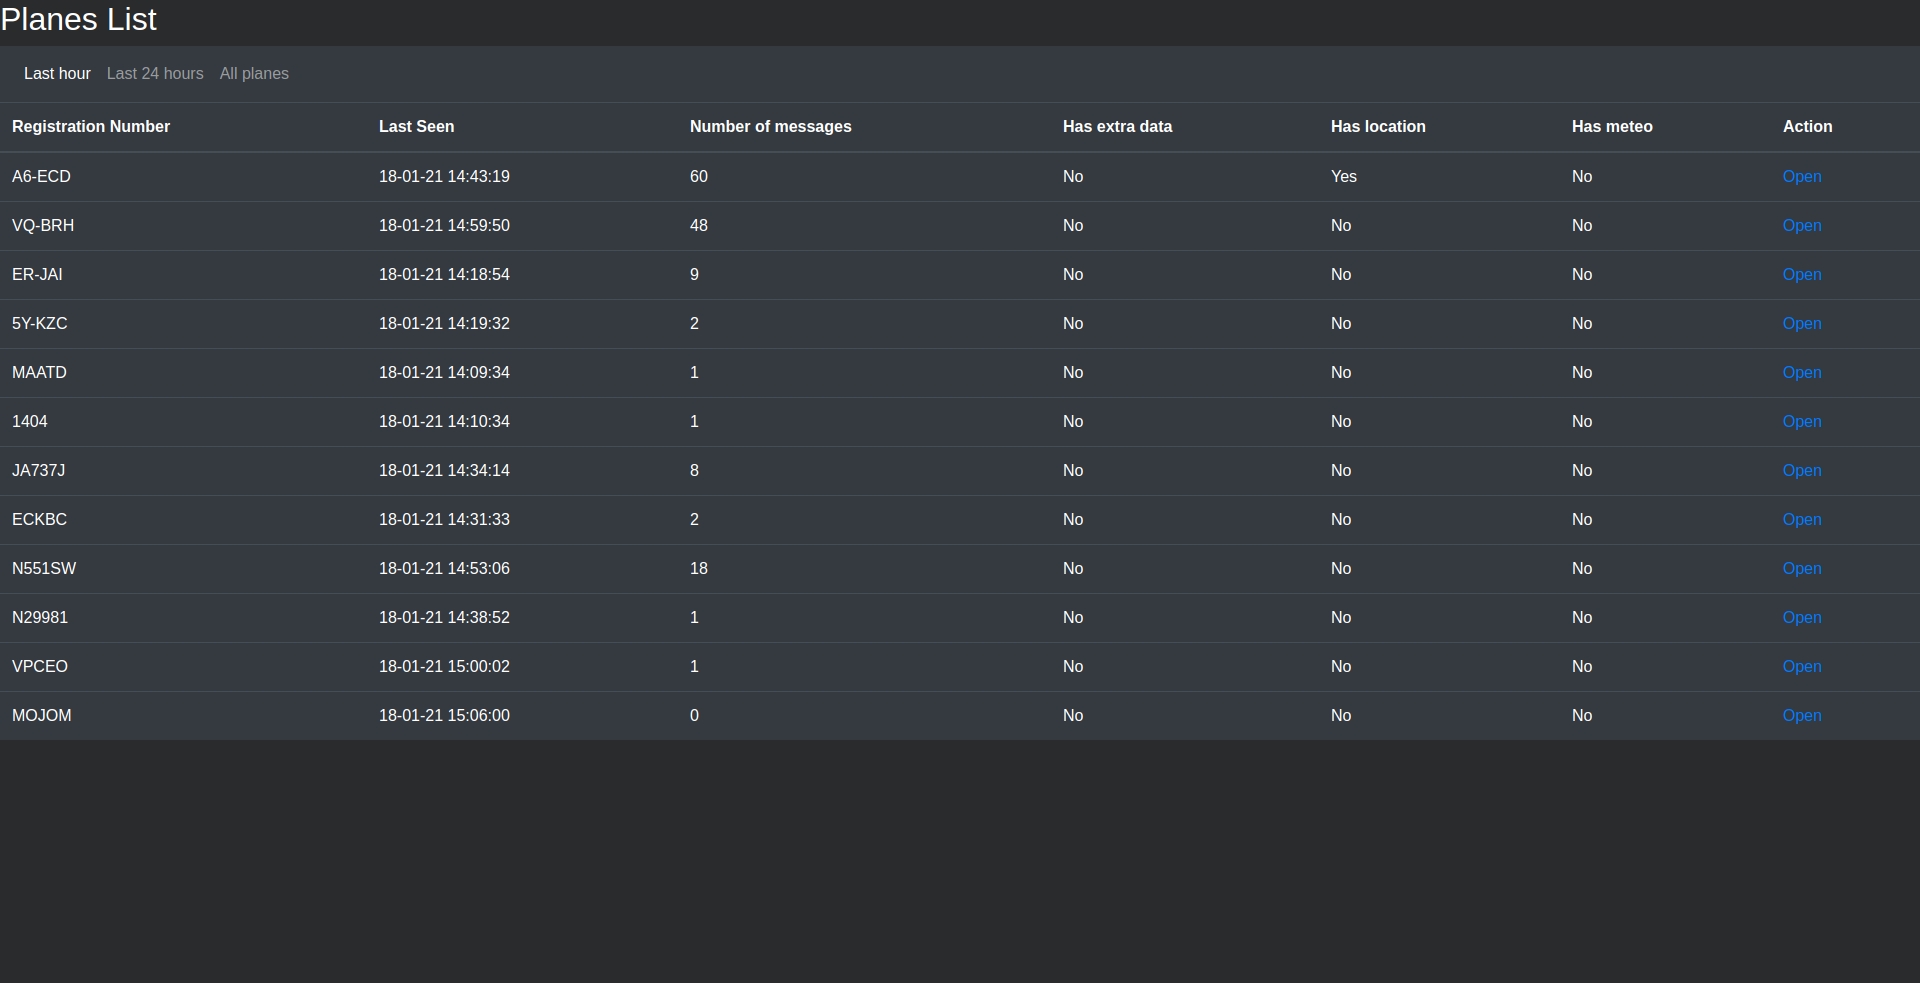 Planes List
Last hour Last 24 hours All planes
Registration Number Last Seen Number of messages Has extra data Has location Has meteo Action
A6-ECD 18-01-21 14:43:19 60 No Yes No Open
VQ-BRH 18-01-21 14:59:50 48 No No No Open
ER-JAI 18-01-21 14:18:54 9 No No No Open
5Y-KZC 18-01-21 14:19:32 2 No No No Open
MAATD 18-01-21 14:09:34 1 No No No Open
1404 18-01-21 14:10:34 1 No No No Open
JA737J 18-01-21 14:34:14 8 No No No Open
ECKBC 18-01-21 14:31:33 2 No No No Open
N551SW 18-01-21 14:53:06 18 No No No Open
N29981 18-01-21 14:38:52 1 No No No Open
VPCEO 18-01-21 15:00:02 1 No No No Open
MOJOM 18-01-21 15:06:00 0 No No No Open